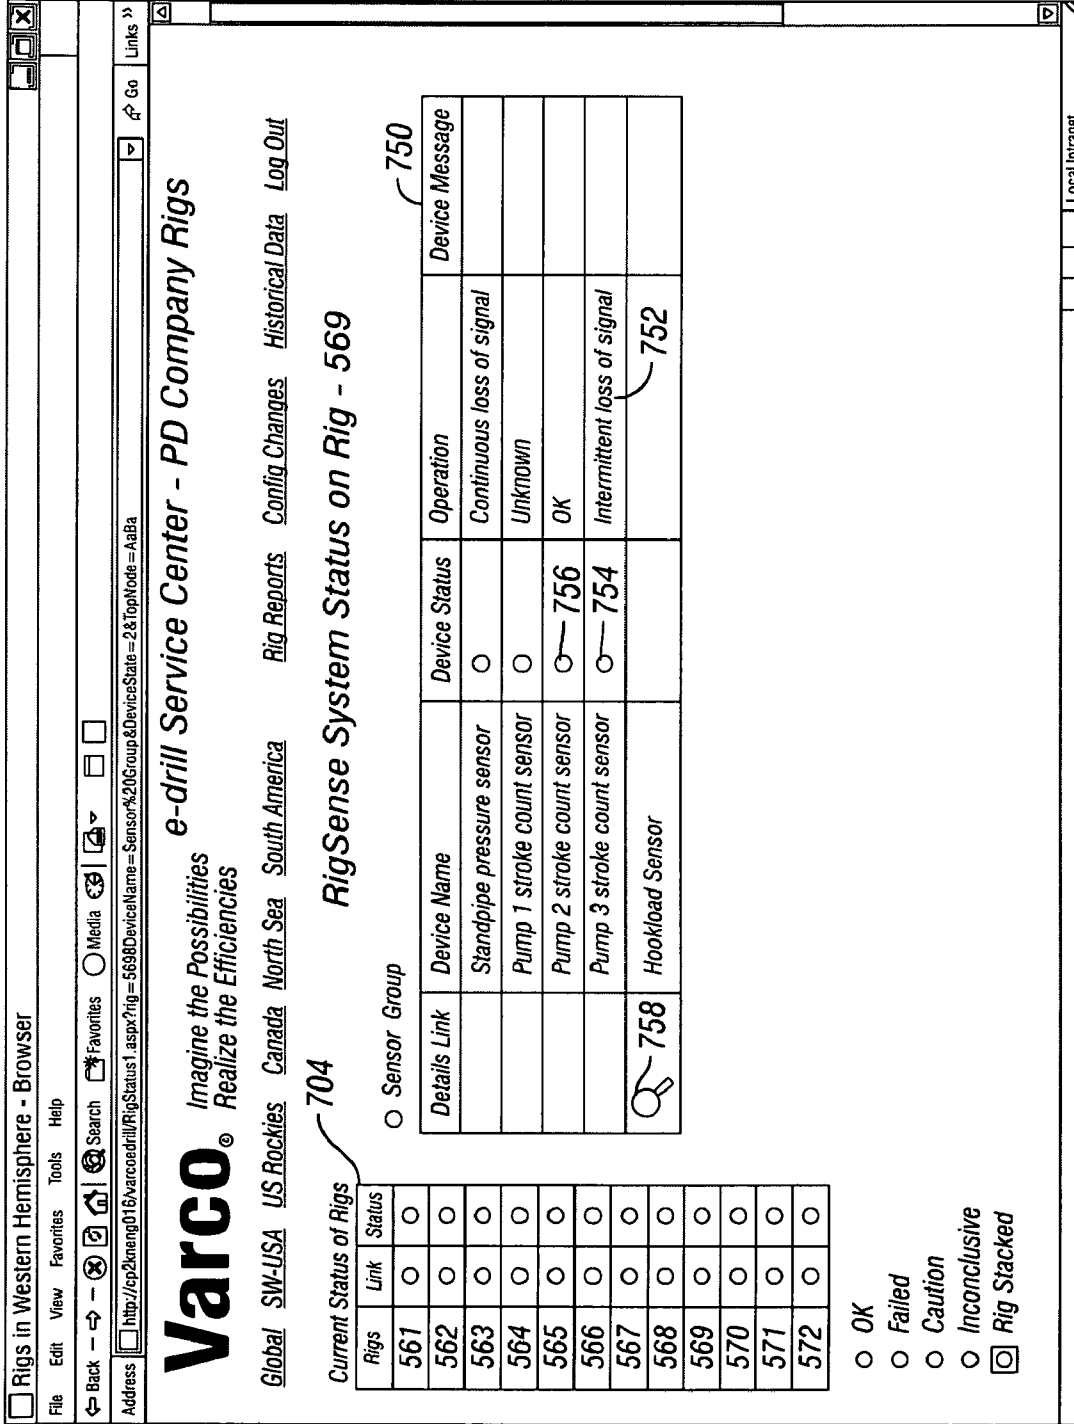 Rigs in Western Hemisphere - Browser
File Edit View Favorites Tools Help
Back Search Favorites Media
Address http://cp2kneng016/varcoedrill/RigStatus1.aspx?rig=5698DeviceName=Sensor%20Group&DeviceState=2&TopNode=AaBa Go Links »
Varco®
Imagine the Possibilities
Realize the Efficiencies
e-drill Service Center - PD Company Rigs
Global SW-USA US Rockies Canada North Sea South America Rig Reports Config Changes Historical Data Log Out
Current Status of Rigs
704
RigSense System Status on Rig - 569
Rigs Link Status
561
562
563
564
565
566
567
568
569
570
571
572
Sensor Group
750
Details Link Device Name Device Status Operation Device Message
Standpipe pressure sensor Continuous loss of signal
Pump 1 stroke count sensor Unknown
Pump 2 stroke count sensor 756 OK
Pump 3 stroke count sensor 754 Intermittent loss of signal
758 Hookload Sensor 752
OK
Failed
Caution
Inconclusive
Rig Stacked
Local Intranet